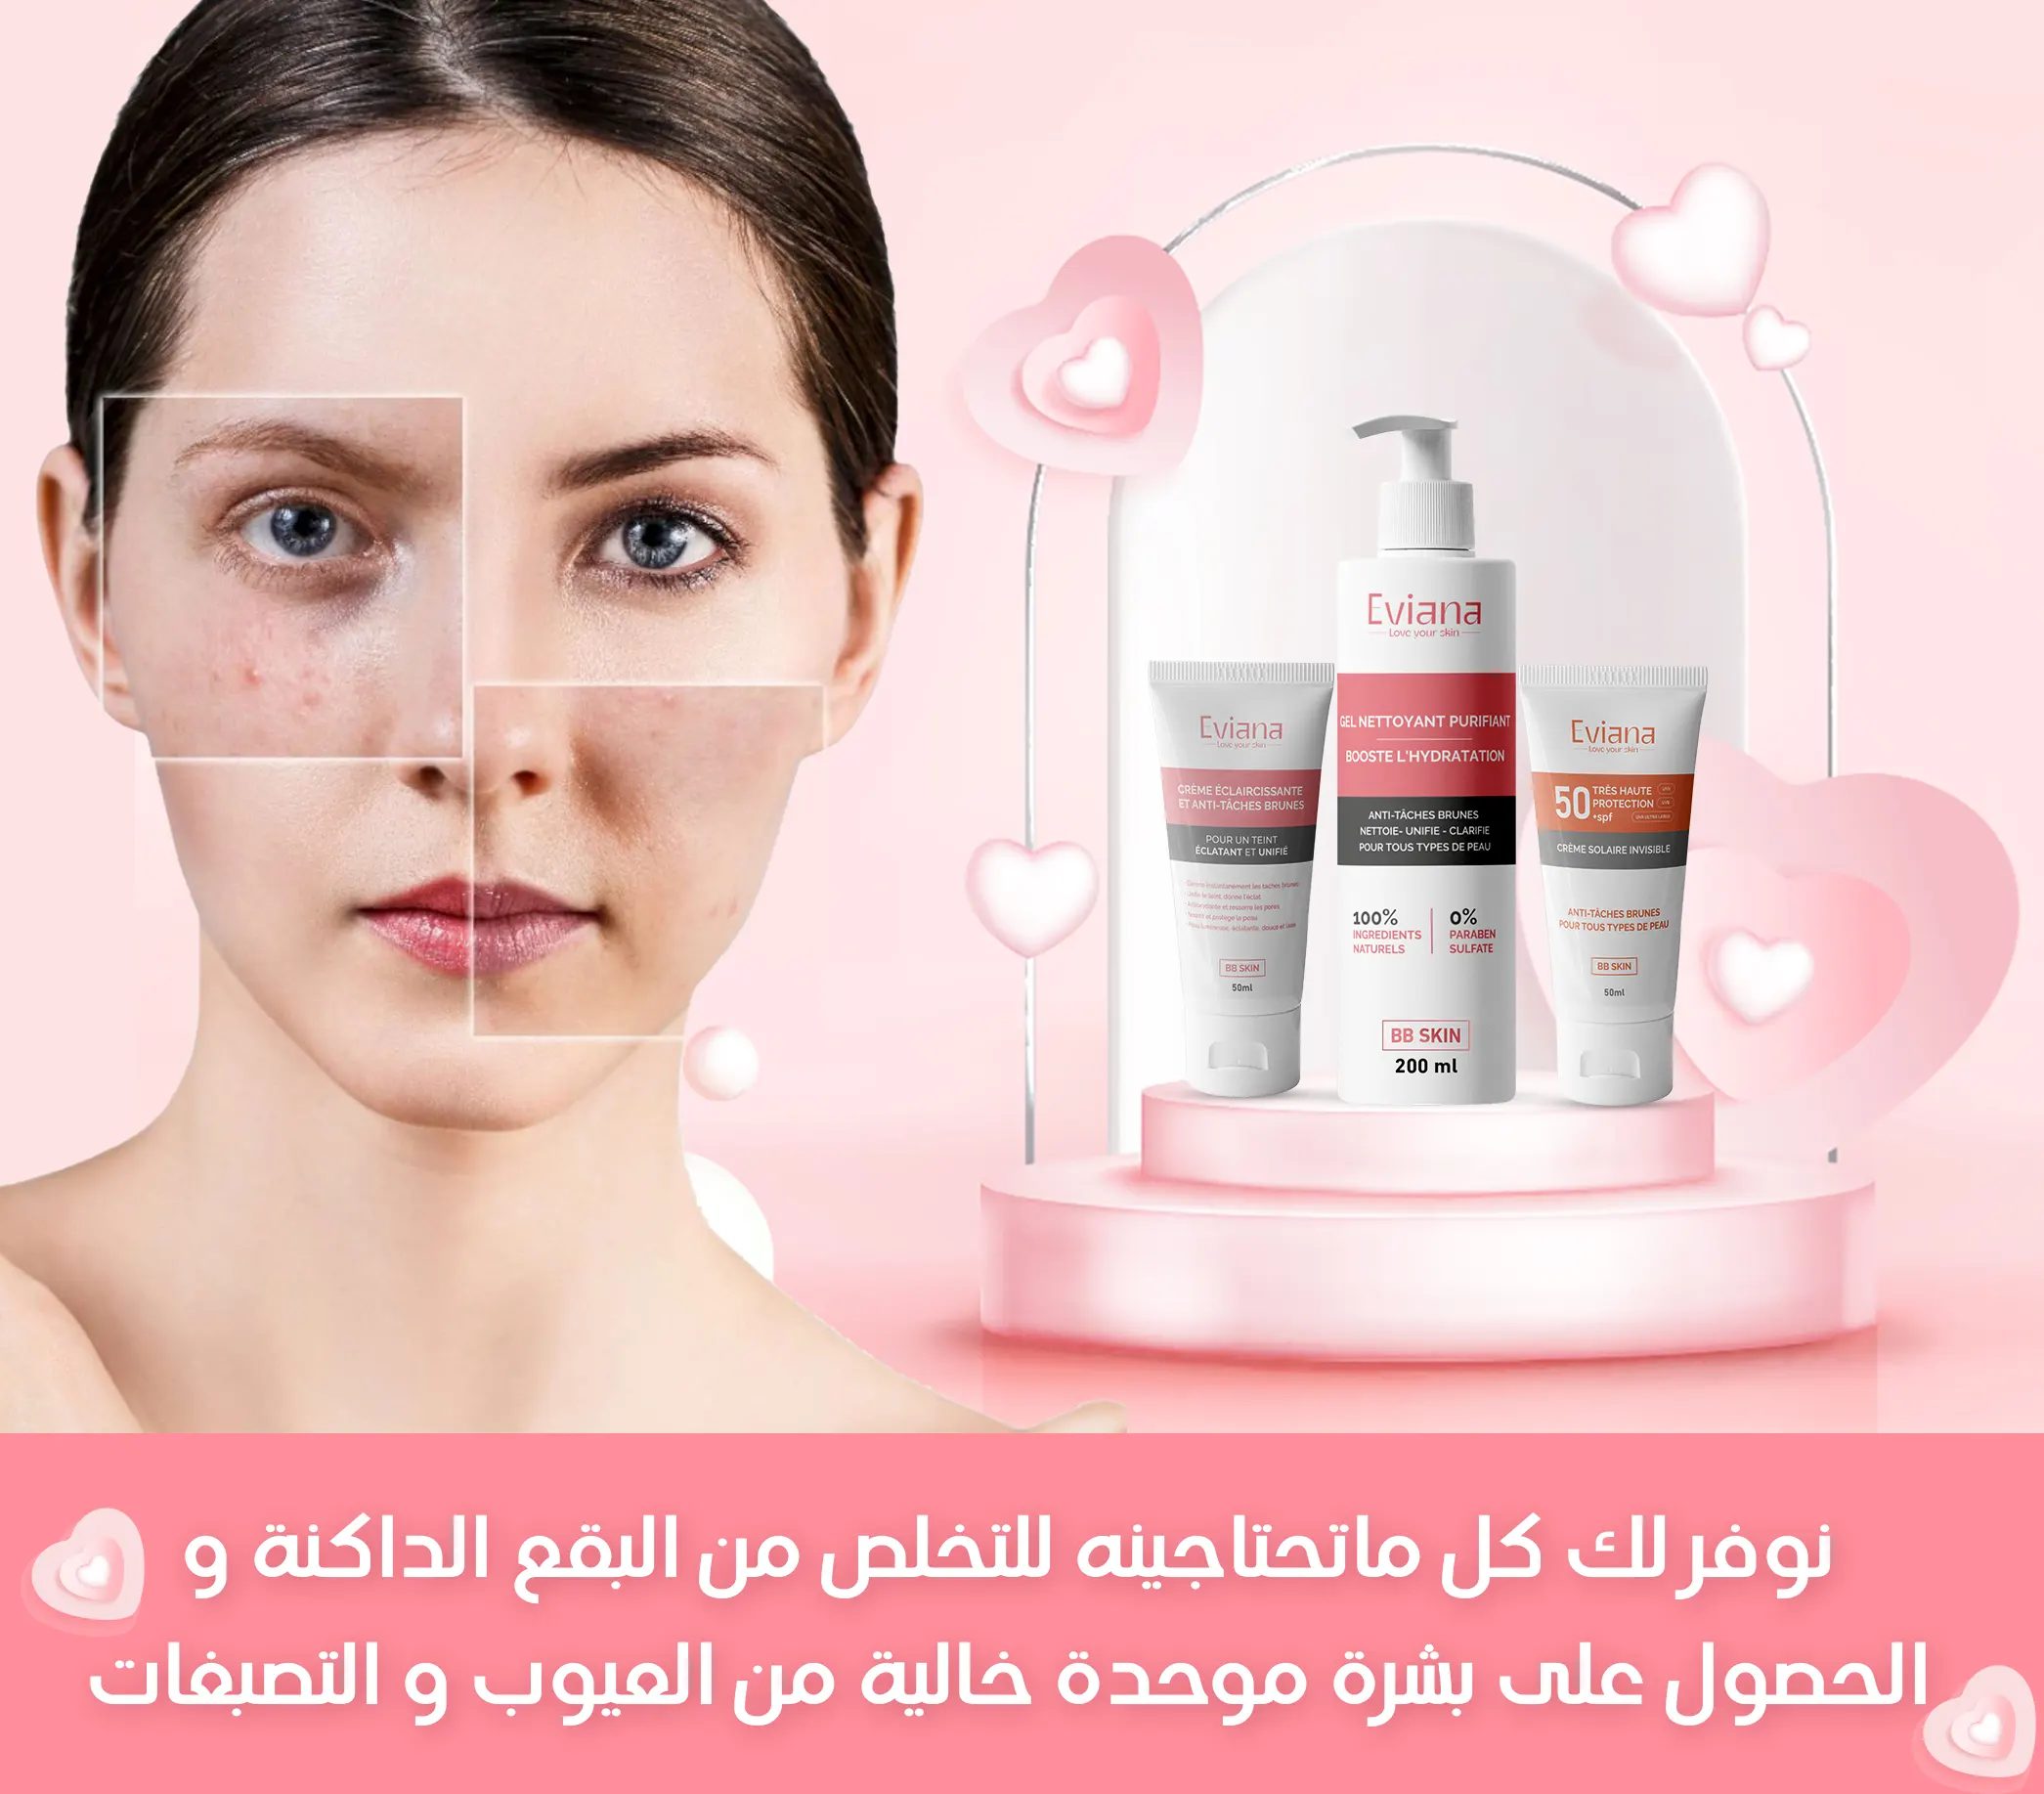 Eviana
Love your skin
CRÈME ÉCLAIRCISSANTE
ET ANTI-TÂCHES BRUNES
POUR UN TEINT
ÉCLATANT ET UNIFIÉ
BB SKIN
50ml
Eviana
Love your skin
GEL NETTOYANT PURIFIANT
BOOSTE L'HYDRATATION
ANTI-TÂCHES BRUNES
NETTOIE- UNIFIE - CLARIFIE
POUR TOUS TYPES DE PEAU
100%
INGREDIENTS
NATURELS
0%
PARABEN
SULFATE
BB SKIN
200 ml
Eviana
Love your skin
50
+spf
TRÈS HAUTE
PROTECTION
CRÈME SOLAIRE INVISIBLE
ANTI-TÂCHES BRUNES
POUR TOUS TYPES DE PEAU
BB SKIN
50ml
نوفر لك كل ماتحتاجينه للتخلص من البقع الداكنة و
الحصول على بشرة موحدة خالية من العيوب و التصبغات